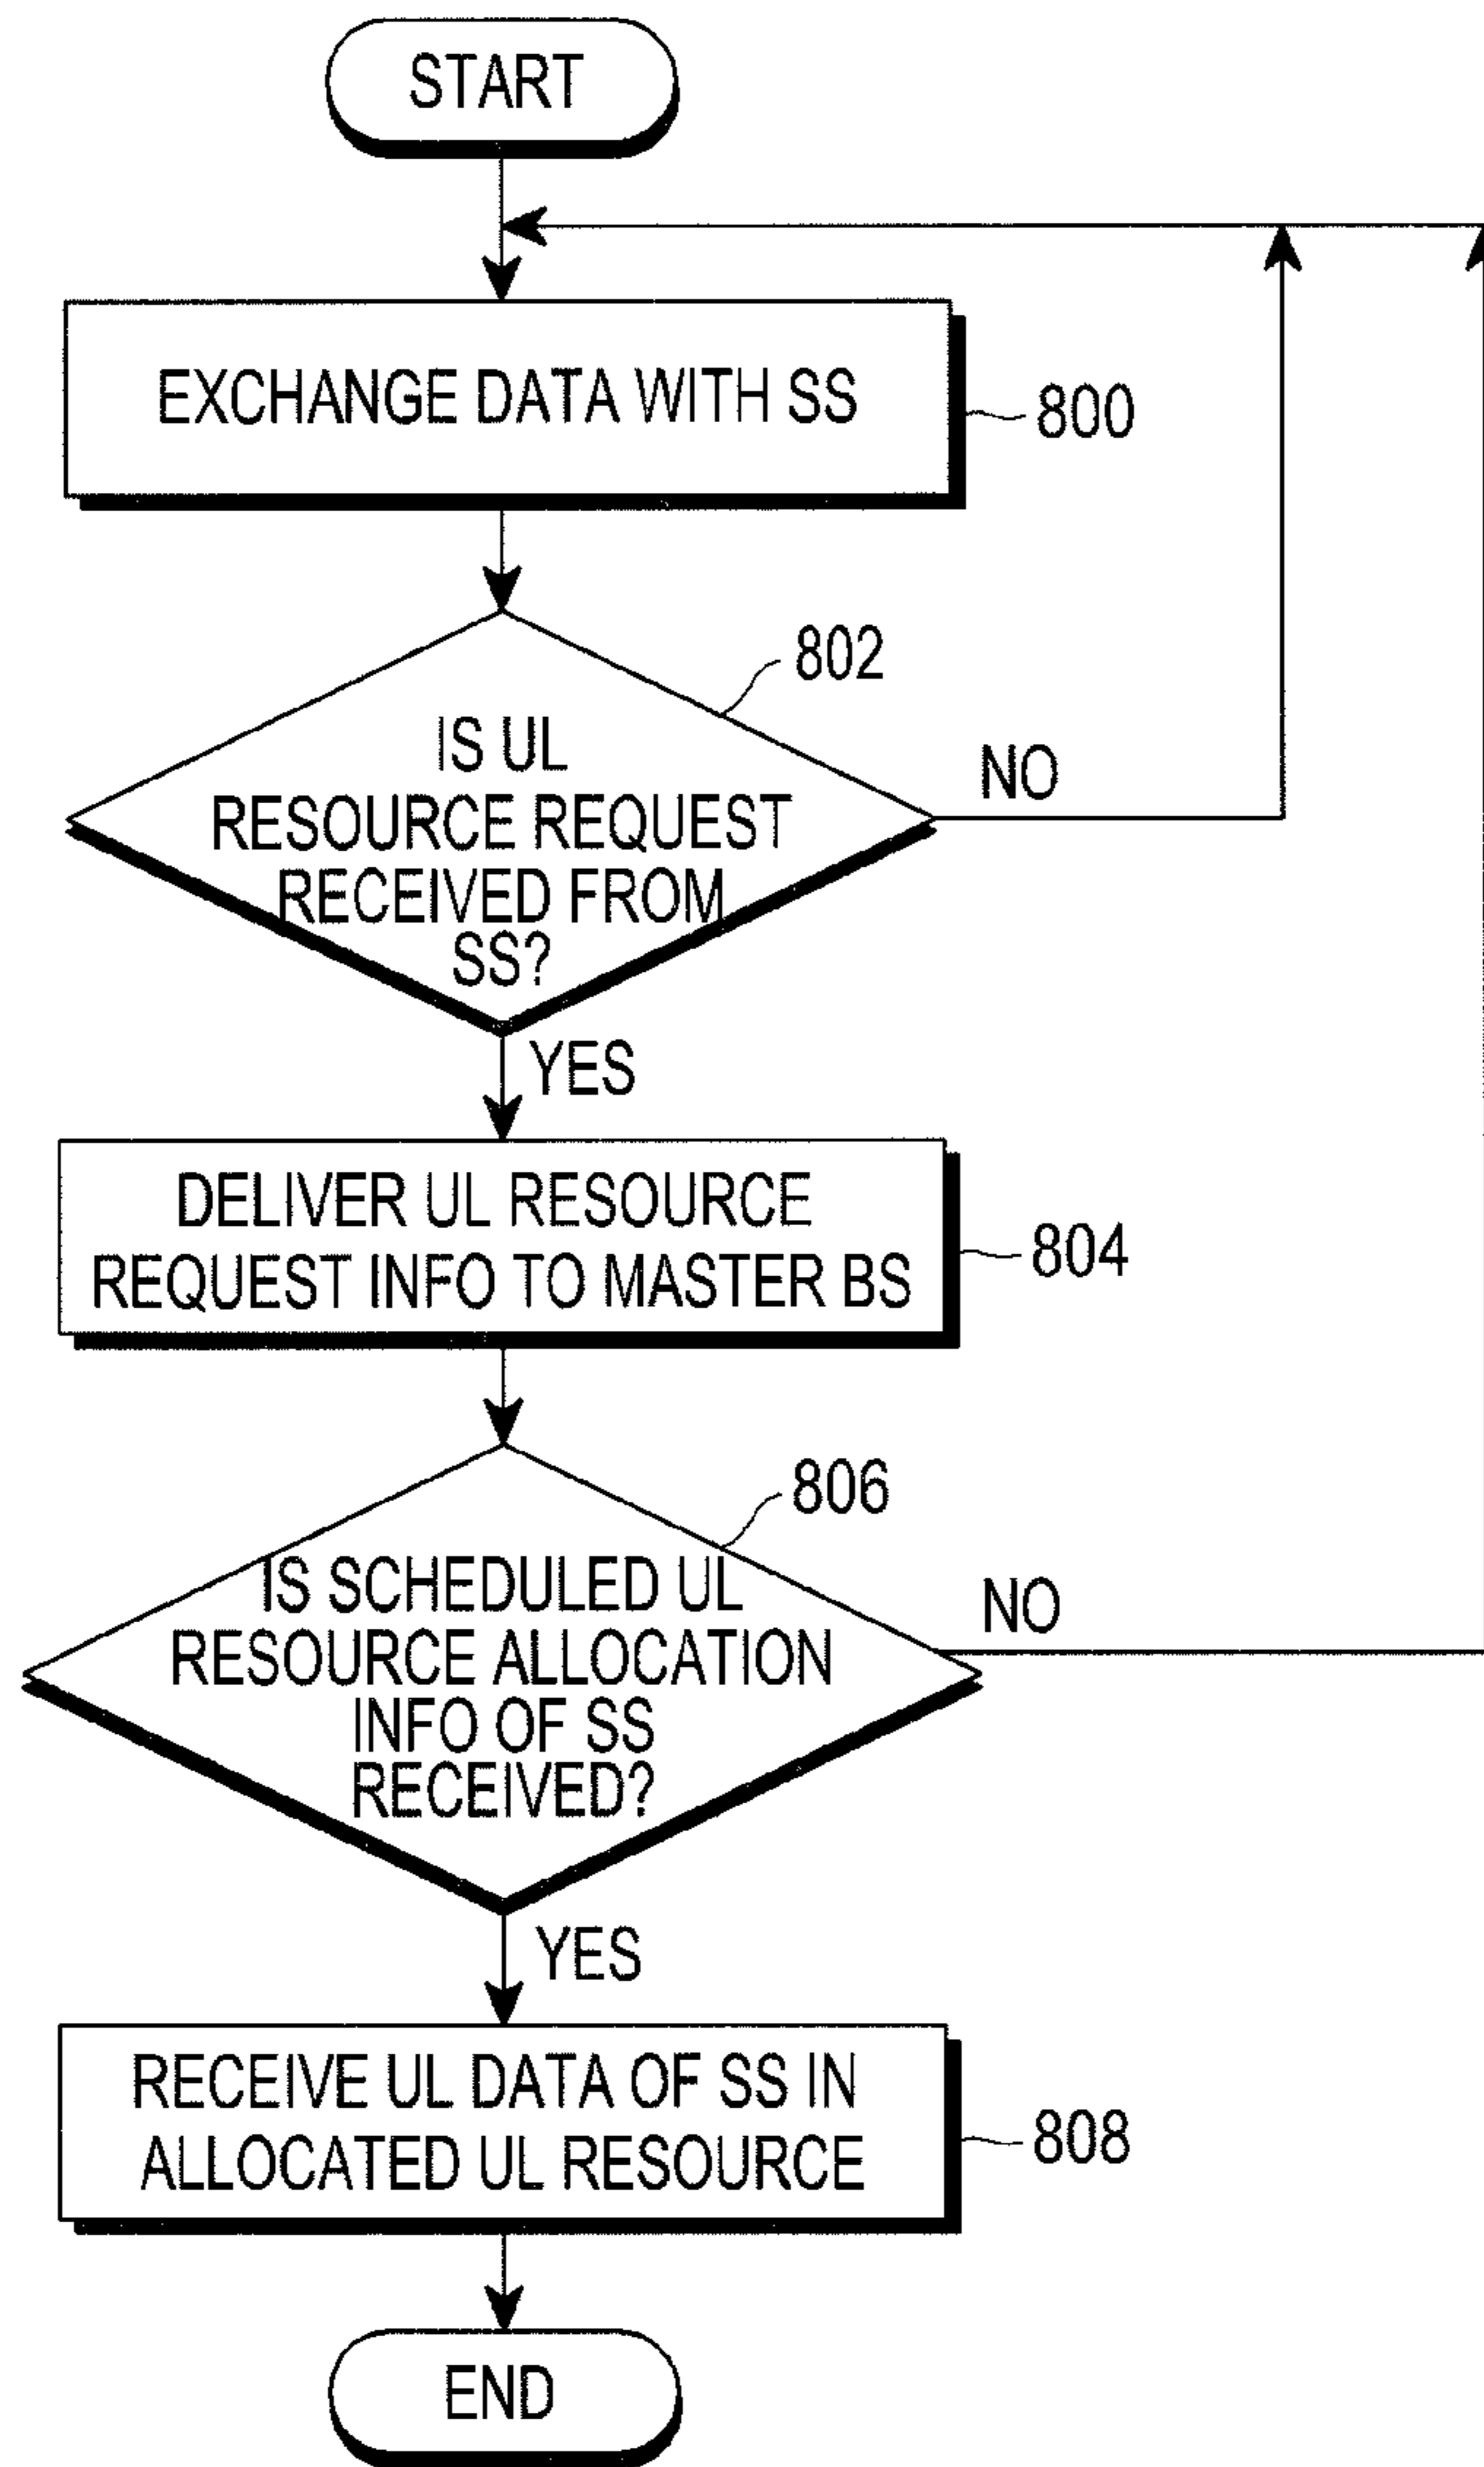 START
EXCHANGE DATA WITH SS
800
802
IS UL
RESOURCE REQUEST
RECEIVED FROM
SS?
NO
YES
DELIVER UL RESOURCE
REQUEST INFO TO MASTER BS
804
806
IS SCHEDULED UL
RESOURCE ALLOCATION
INFO OF SS
RECEIVED?
NO
YES
RECEIVE UL DATA OF SS IN
ALLOCATED UL RESOURCE
808
END